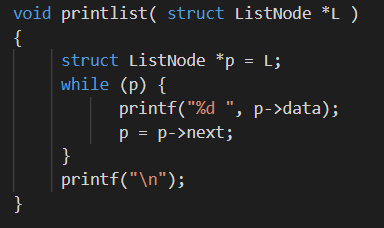 void printlist( struct ListNode *L )
{
struct ListNode *p = L;
while (p) {
printf("%d ", p->data);
p = p->next;
}
printf("\n");
}